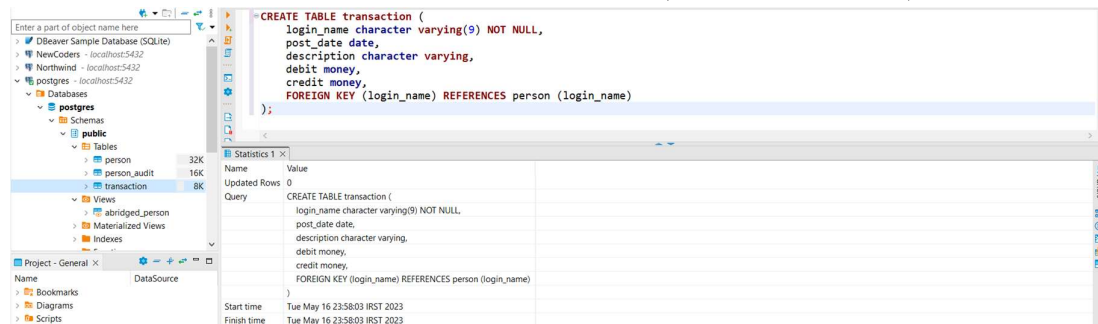 Enter a part of object name here
DBeaver Sample Database (SQLite)
NewCoders - localhost:5432
Northwind - localhost:5432
postgres - localhost:5432
Databases
postgres
Schemas
public
Tables
person 32K
person_audit 16K
transaction 8K
Views
abridged_person
Materialized Views
Indexes
Project - General
Name DataSource
Bookmarks
Diagrams
Scripts
CREATE TABLE transaction (
login_name character varying(9) NOT NULL,
post_date date,
description character varying,
debit money,
credit money,
FOREIGN KEY (login_name) REFERENCES person (login_name)
);
Statistics 1
Name Value
Updated Rows 0
Query CREATE TABLE transaction (
login_name character varying(9) NOT NULL,
post_date date,
description character varying,
debit money,
credit money,
FOREIGN KEY (login_name) REFERENCES person (login_name)
)
Start time Tue May 16 23:58:03 IRST 2023
Finish time Tue May 16 23:58:03 IRST 2023